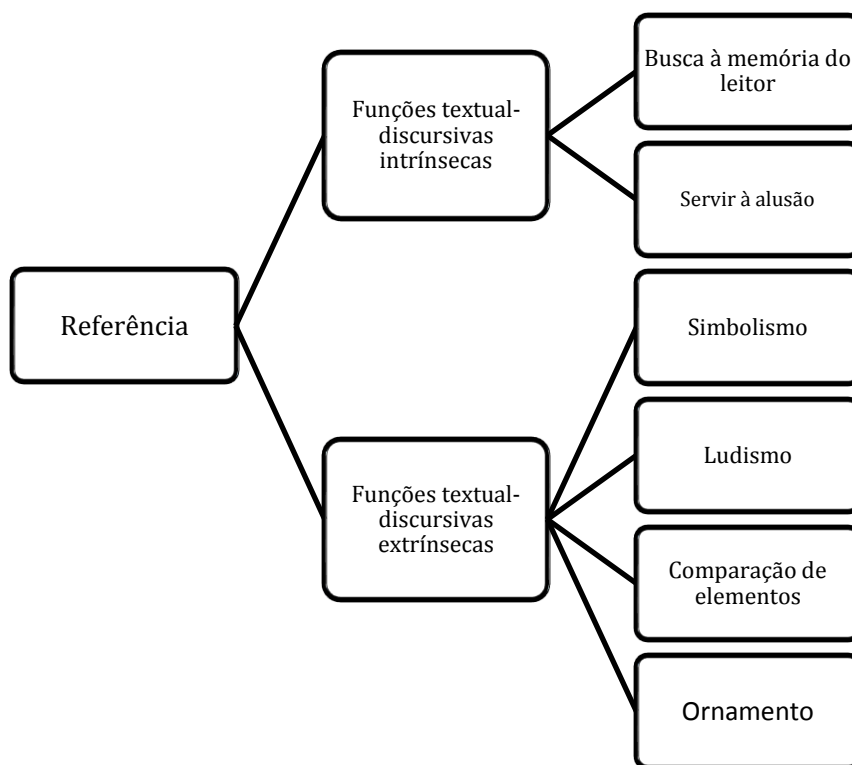 Referência
Funções textual-
discursivas
intrínsecas
Busca à memória do
leitor
Servir à alusão
Funções textual-
discursivas
extrínsecas
Simbolismo
Ludismo
Comparação de
elementos
Ornamento